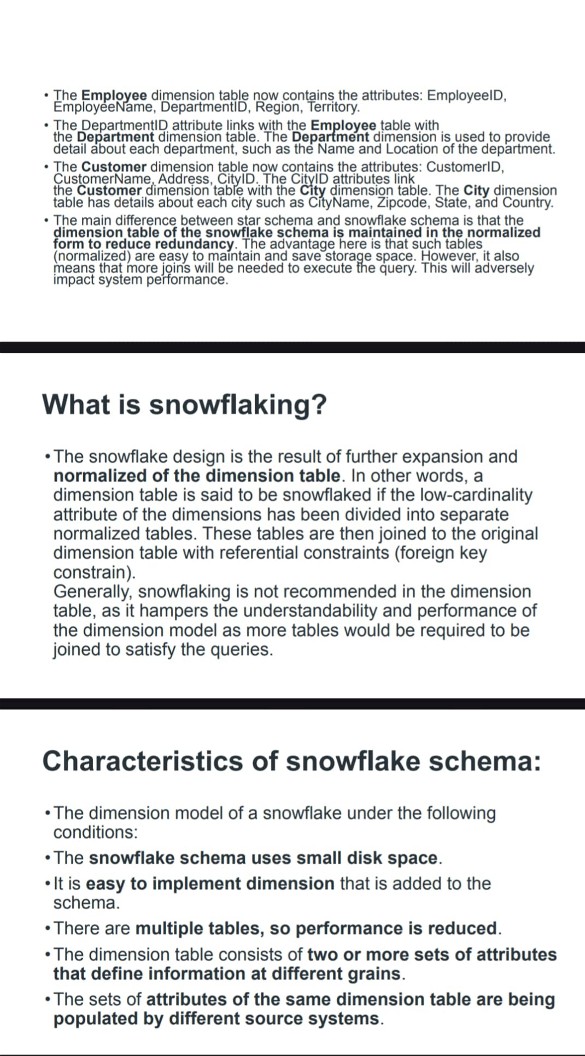 • The Employee dimension table now contains the attributes: EmployeeID,
EmployeeName, DepartmentID, Region, Territory.
• The DepartmentID attribute links with the Employee table with
the Department dimension table. The Department dimension is used to provide
detail about each department, such as the Name and Location of the department.
• The Customer dimension table now contains the attributes: CustomerID,
CustomerName, Address, CityID. The CityID attributes link
the Customer dimension table with the City dimension table. The City dimension
table has details about each city such as CityName, Zipcode, State, and Country.
• The main difference between star schema and snowflake schema is that the
dimension table of the snowflake schema is maintained in the normalized
form to reduce redundancy. The advantage here is that such tables
(normalized) are easy to maintain and save storage space. However, it also
means that more joins will be needed to execute the query. This will adversely
impact system performance.
What is snowflaking?
• The snowflake design is the result of further expansion and
normalized of the dimension table. In other words, a
dimension table is said to be snowflaked if the low-cardinality
attribute of the dimensions has been divided into separate
normalized tables. These tables are then joined to the original
dimension table with referential constraints (foreign key
constrain).
Generally, snowflaking is not recommended in the dimension
table, as it hampers the understandability and performance of
the dimension model as more tables would be required to be
joined to satisfy the queries.
Characteristics of snowflake schema:
• The dimension model of a snowflake under the following
conditions:
• The snowflake schema uses small disk space.
• It is easy to implement dimension that is added to the
schema.
• There are multiple tables, so performance is reduced.
• The dimension table consists of two or more sets of attributes
that define information at different grains.
• The sets of attributes of the same dimension table are being
populated by different source systems.